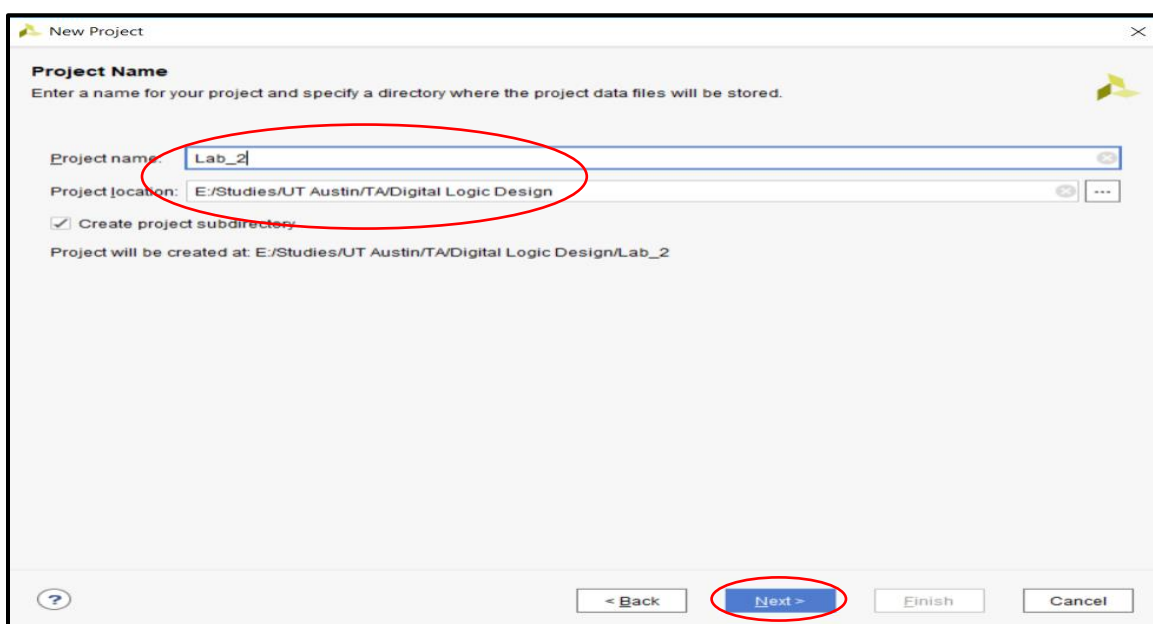 New Project
Project Name
Enter a name for your project and specify a directory where the project data files will be stored.
Project name: Lab_2
Project location: E:/Studies/UT Austin/TA/Digital Logic Design ...
Create project subdirectory
Project will be created at: E:/Studies/UT Austin/TA/Digital Logic Design/Lab_2
? < Back Next > Finish Cancel